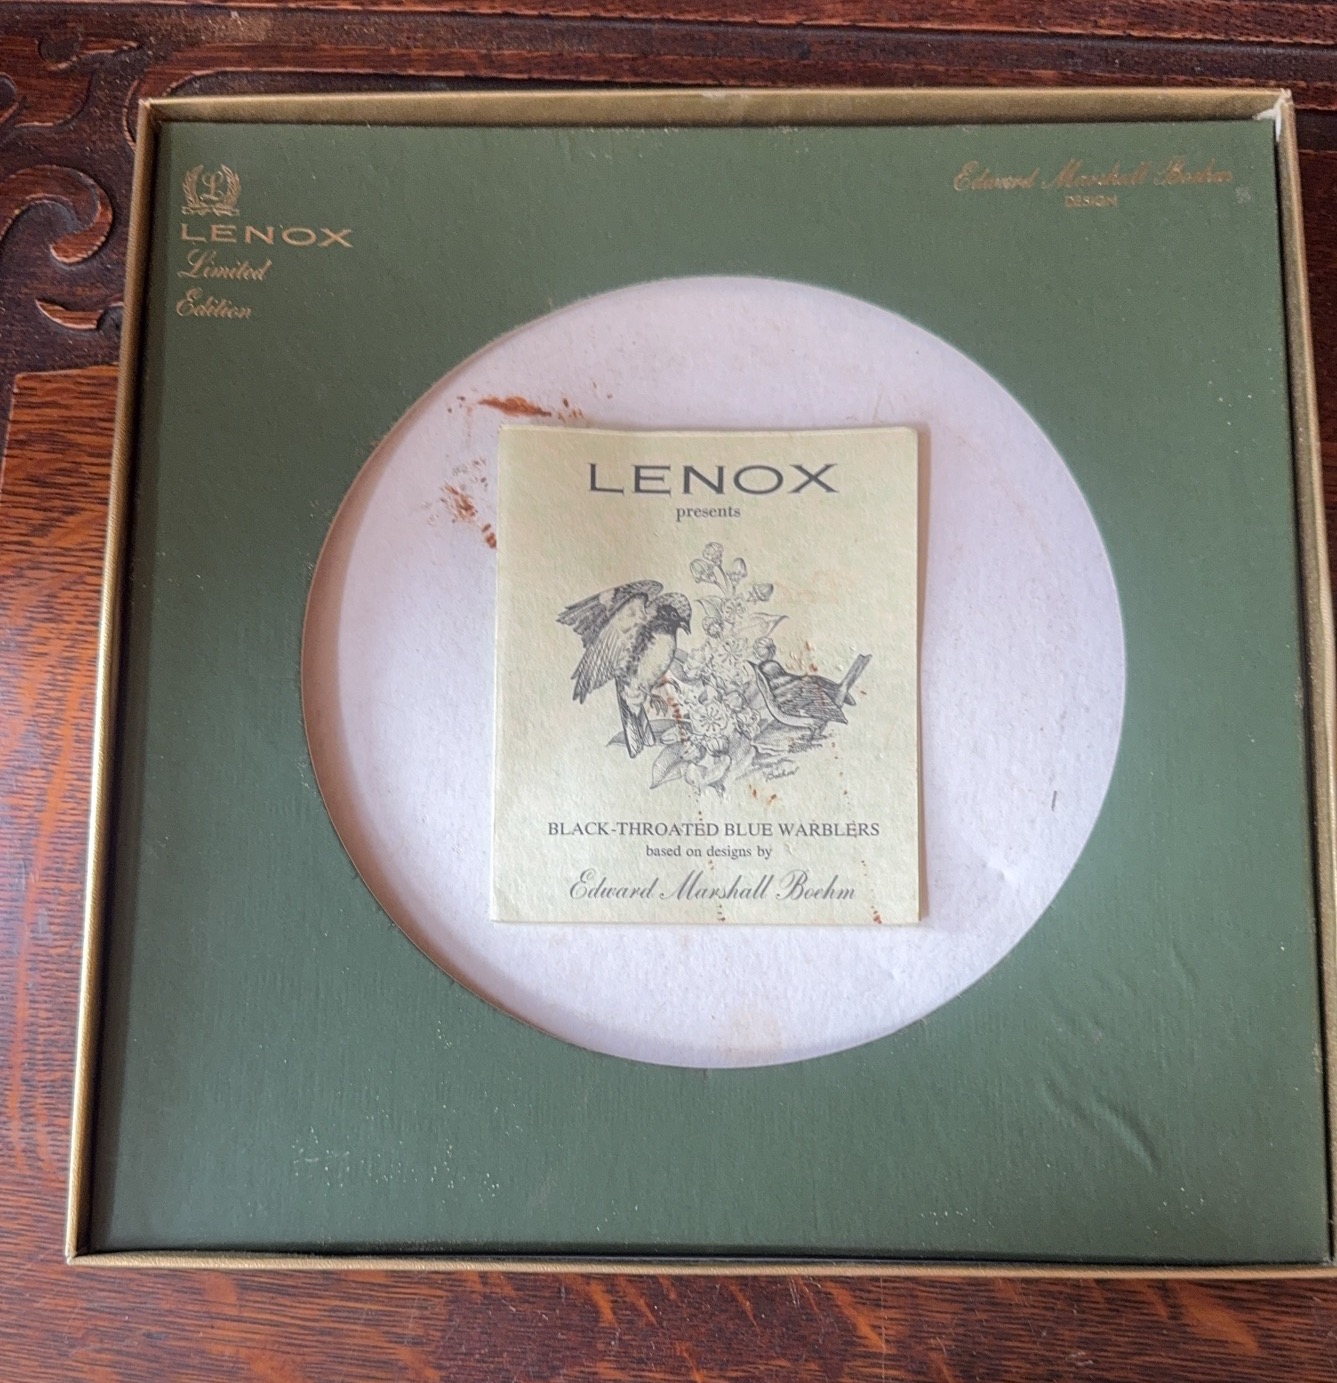 L
LENOX
Limited
Edition
Edward Marshall Boehm
DESIGN
LENOX
presents
Boehm
BLACK-THROATED BLUE WARBLERS
based on designs by
Edward Marshall Boehm